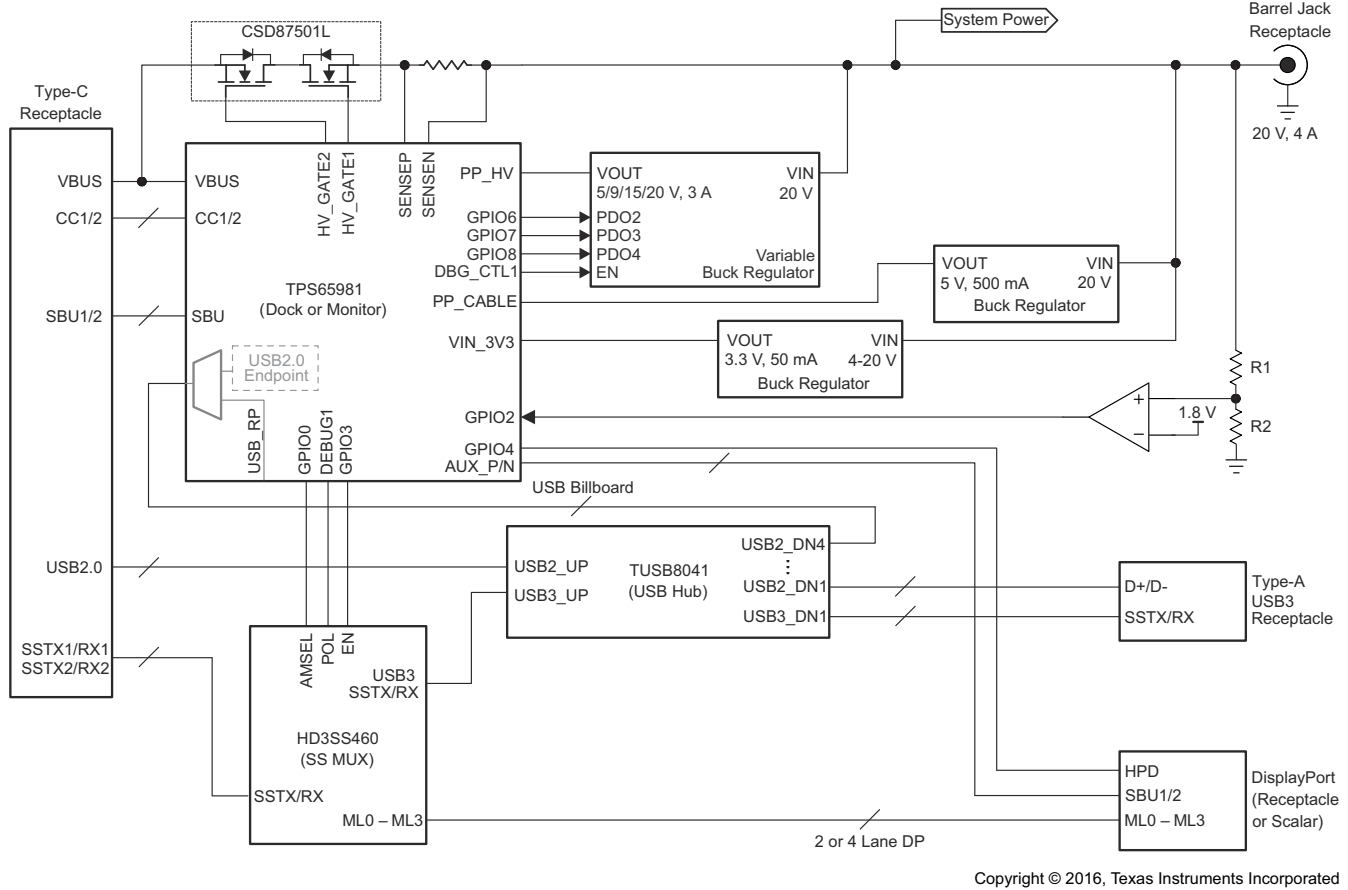 System Power
Barrel Jack
Receptacle
20 V, 4 A
CSD87501L
Type-C
Receptacle
VBUS
CC1/2
SBU1/2
USB2.0
SSTX1/RX1
SSTX2/RX2
VBUS
CC1/2
SBU
HV_GATE2
HV_GATE1
SENSEP
SENSEN
TPS65981
(Dock or Monitor)
USB2.0
Endpoint
USB_RP
GPIO0
DEBUG1
GPIO3
PP_HV
GPIO6
GPIO7
GPIO8
DBG_CTL1
PP_CABLE
VIN_3V3
GPIO2
GPIO4
AUX_P/N
VOUT
5/9/15/20 V, 3 A
PDO2
PDO3
PDO4
EN
VIN
20 V
Variable
Buck Regulator
VOUT
5 V, 500 mA
VIN
20 V
Buck Regulator
VOUT
3.3 V, 50 mA
VIN
4-20 V
Buck Regulator
R1
R2
+
–
1.8 V
USB Billboard
USB2_UP
USB3_UP
TUSB8041
(USB Hub)
USB2_DN4
USB2_DN1
USB3_DN1
D+/D-
SSTX/RX
Type-A
USB3
Receptacle
AMSEL
POL
EN
USB3
SSTX/RX
HD3SS460
(SS MUX)
SSTX/RX
ML0 – ML3
2 or 4 Lane DP
HPD
SBU1/2
ML0 – ML3
DisplayPort
(Receptacle
or Scalar)
Copyright © 2016, Texas Instruments Incorporated